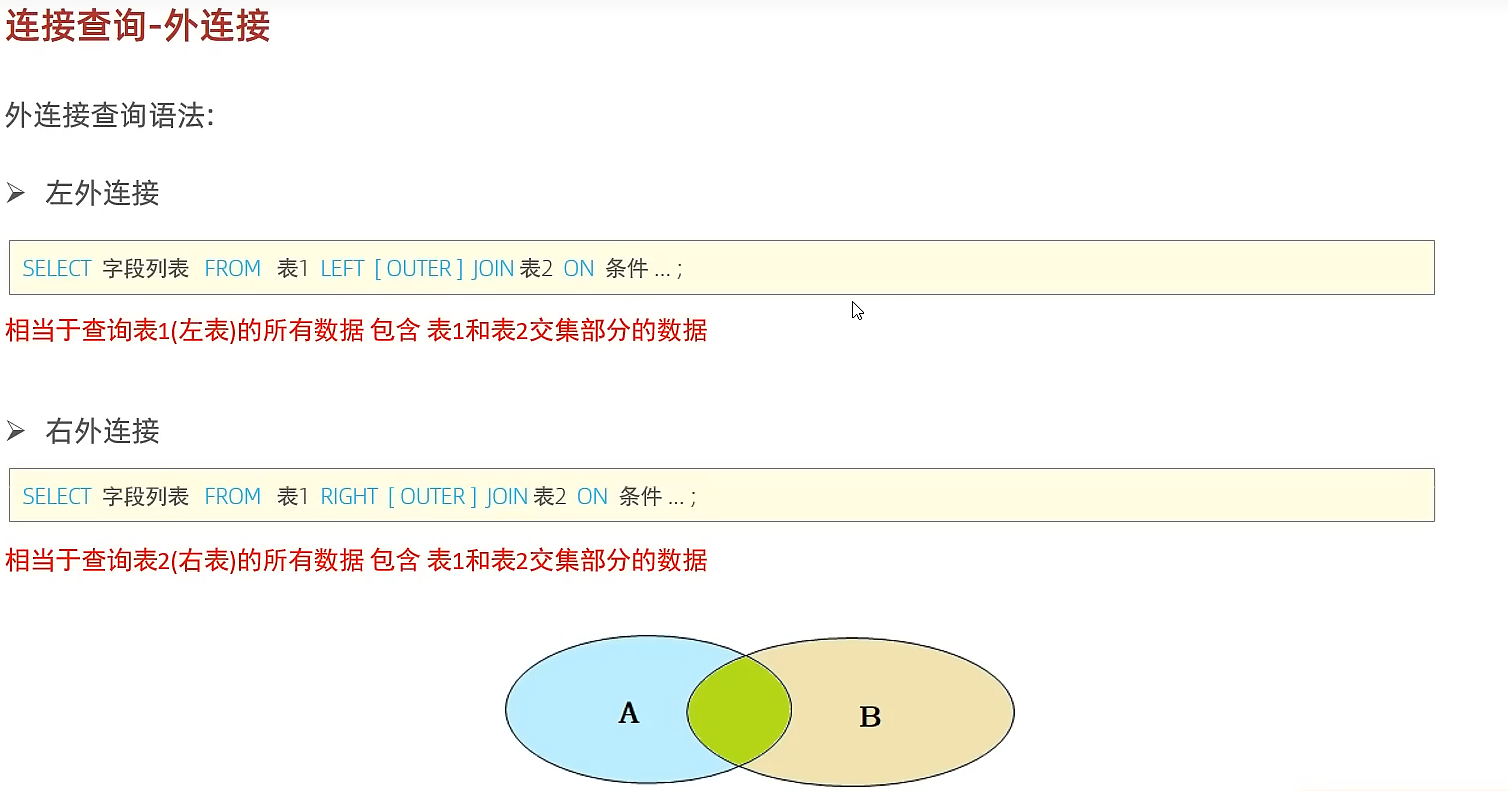 连接查询-外连接
外连接查询语法:
左外连接
SELECT 字段列表 FROM 表1 LEFT [ OUTER ] JOIN 表2 ON 条件 ... ;
相当于查询表1(左表)的所有数据 包含 表1和表2交集部分的数据
右外连接
SELECT 字段列表 FROM 表1 RIGHT [ OUTER ] JOIN 表2 ON 条件 ... ;
相当于查询表2(右表)的所有数据 包含 表1和表2交集部分的数据
A B